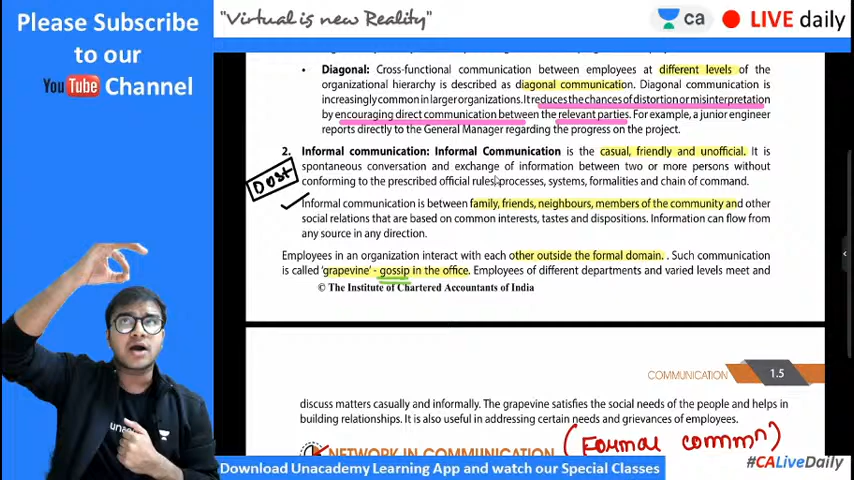 Please Subscribe
to our
YouTube Channel
"Virtual is new Reality"
ca
LIVE daily
• Diagonal: Cross-functional communication between employees at different levels of the
organizational hierarchy is described as diagonal communication. Diagonal communication is
increasingly common in larger organizations. It reduces the chances of distortion or misinterpretation
by encouraging direct communication between the relevant parties. For example, a junior engineer
reports directly to the General Manager regarding the progress on the project.
2. Informal communication: Informal Communication is the casual, friendly and unofficial. It is
spontaneous conversation and exchange of information between two or more persons without
conforming to the prescribed official rules, processes, systems, formalities and chain of command.
Dost
Informal communication is between family, friends, neighbours, members of the community and other
social relations that are based on common interests, tastes and dispositions. Information can flow from
any source in any direction.
Employees in an organization interact with each other outside the formal domain. . Such communication
is called 'grapevine' - gossip in the office. Employees of different departments and varied levels meet and
© The Institute of Chartered Accountants of India
COMMUNICATION 1.5
discuss matters casually and informally. The grapevine satisfies the social needs of the people and helps in
building relationships. It is also useful in addressing certain needs and grievances of employees.
NETWORK IN COMMUNICATION (Formal commn)
Download Unacademy Learning App and watch our Special Classes
#CALiveDaily